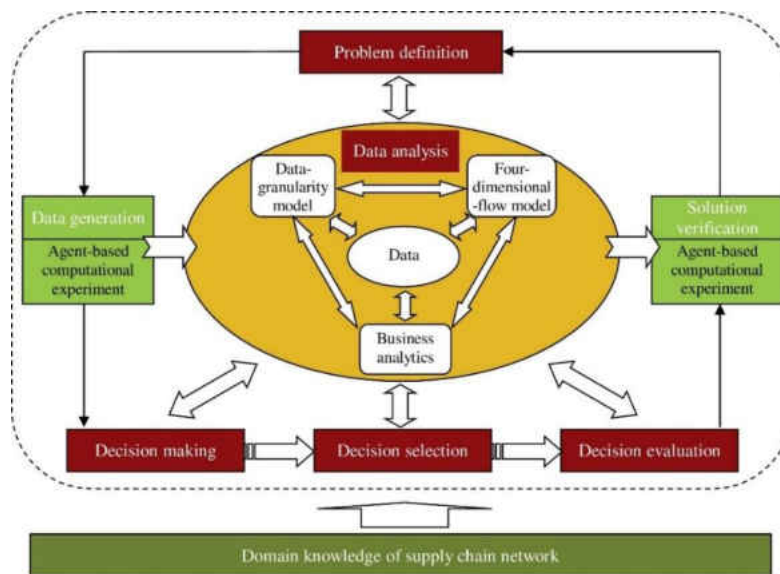 Problem definition
Data analysis
Data-
granularity
model
Four-
dimensional
-flow model
Data generation
Agent-based
computational
experiment
Data
Solution
verification
Agent-based
computational
experiment
Business
analytics
Decision making
Decision selection
Decision evaluation
Domain knowledge of supply chain network